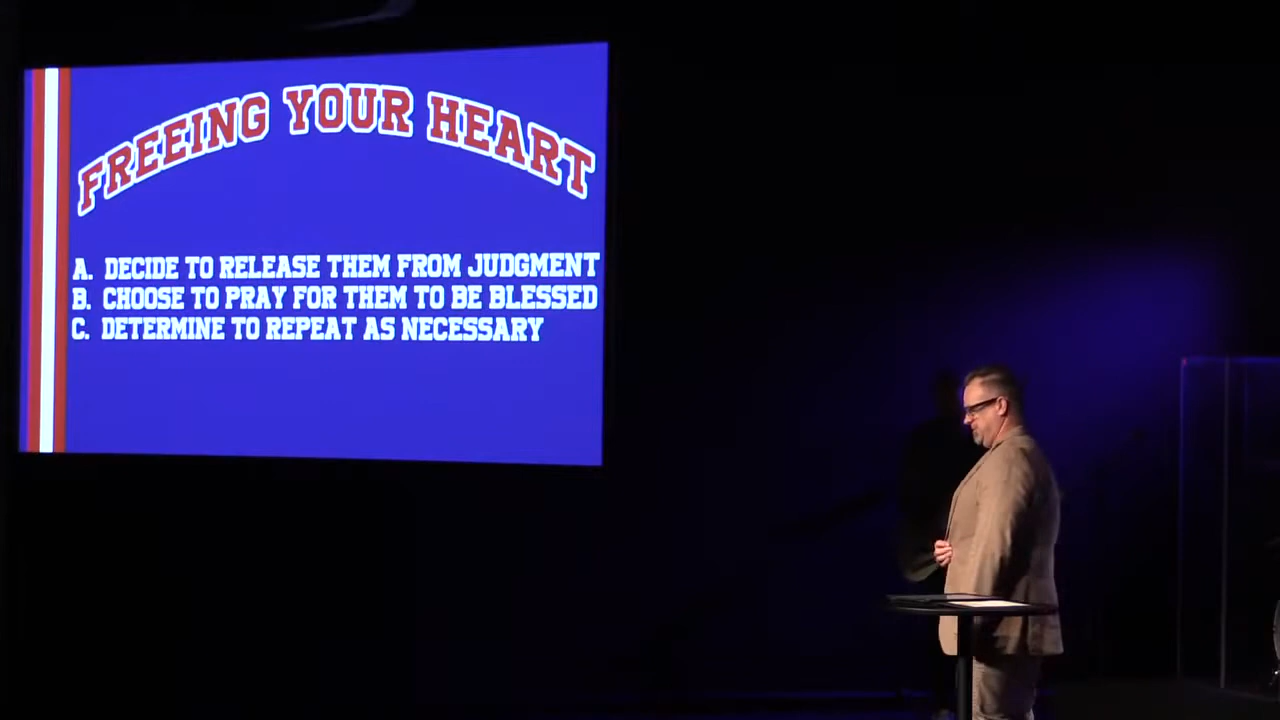 FREEING YOUR HEART
A. DECIDE TO RELEASE THEM FROM JUDGMENT
B. CHOOSE TO PRAY FOR THEM TO BE BLESSED
C. DETERMINE TO REPEAT AS NECESSARY